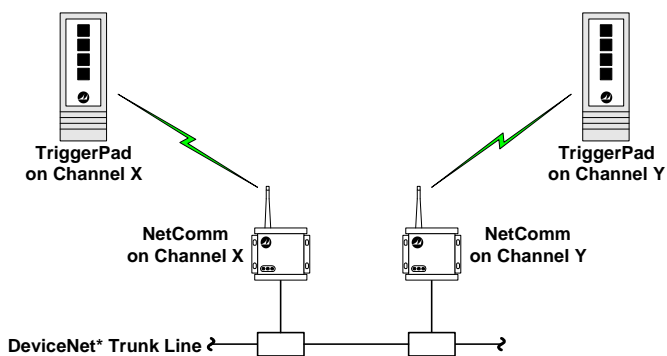 TriggerPad
on Channel X
TriggerPad
on Channel Y
NetComm
on Channel X
NetComm
on Channel Y
DeviceNet* Trunk Line